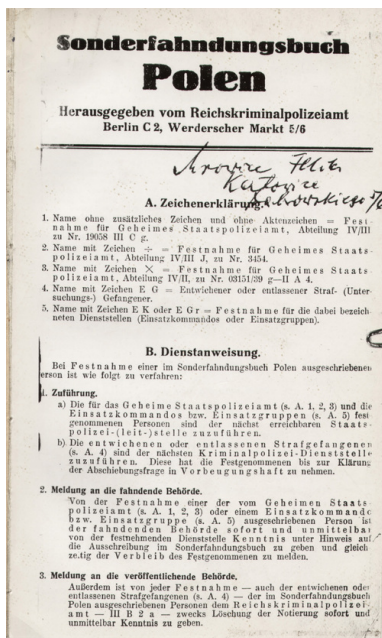 Sonderfahndungsbuch
Polen
Herausgegeben vom Reichskriminalpolizeiamt
Berlin C 2, Werderscher Markt 5/6
A. Zeichenerklärung.
1. Name ohne zusätzliches Zeichen und ohne Aktenzeichen = Fest-
nahme für Geheimes Staatspolizeiamt, Abteilung IV/III
zu Nr. 19058 III C g.
2. Name mit Zeichen ÷ = Festnahme für Geheimes Staats-
polizeiamt, Abteilung IV/III J, zu Nr. 3454.
3. Name mit Zeichen ✕ = Festnahme für Geheimes Staats-
polizeiamt, Abteilung IV/II, zu Nr. 03151/39 g—II A 4.
4. Name mit Zeichen E G = Entwichener oder entlassener Straf- (Unter-
suchungs-) Gefangener.
5. Name mit Zeichen E K oder E Gr = Festnahme für die dabei bezeich-
neten Dienststellen (Einsatzkommandos oder Einsatzgruppen).
B. Dienstanweisung.
Bei Festnahme einer im Sonderfahndungsbuch Polen ausgeschriebenen
erson ist wie folgt zu verfahren:
1. Zuführung.
a) Die für das Geheime Staatspolizeiamt (s. A. 1, 2, 3) und die
Einsatzkommandos bzw. Einsatzgruppen (s. A. 5) fest
genommenen Personen sind der nächst erreichbaren Staats-
polizei-(leit-)stelle zuzuführen.
b) Die entwichenen oder entlassenen Strafgefangenen
(s. A. 4) sind der nächsten Kriminalpolizei-Dienststelle
zuzuführen. Diese hat die Festgenommenen bis zur Klärung
der Abschiebungsfrage in Vorbeugungshaft zu nehmen.
2. Meldung an die fahndende Behörde.
Von der Festnahme einer der vom Geheimen Staats-
polizeiamt (s. A. 1, 2, 3) oder einem Einsatzkommando
bzw. Einsatzgruppe (s. A. 5) ausgeschriebenen Person ist
der fahndenden Behörde sofort und unmittelbar
von der festnehmenden Dienststelle Kenntnis unter Hinweis auf
die Ausschreibung im Sonderfahndungsbuch zu geben und gleich
ze.tig der Verbleib des Festgenommenen zu melden.
3. Meldung an die veröffentlichende Behörde.
Außerdem ist von jeder Festnahme — auch der entwichenen oder
entlassenen Strafgefangenen (s. A. 4) — der im Sonderfahndungsbuch
Polen ausgeschriebenen Personen dem Reichskriminalpolizei-
amt — III B 2 a — zwecks Löschung der Notierung sofort und
unmittelbar Kenntnis zu geben.